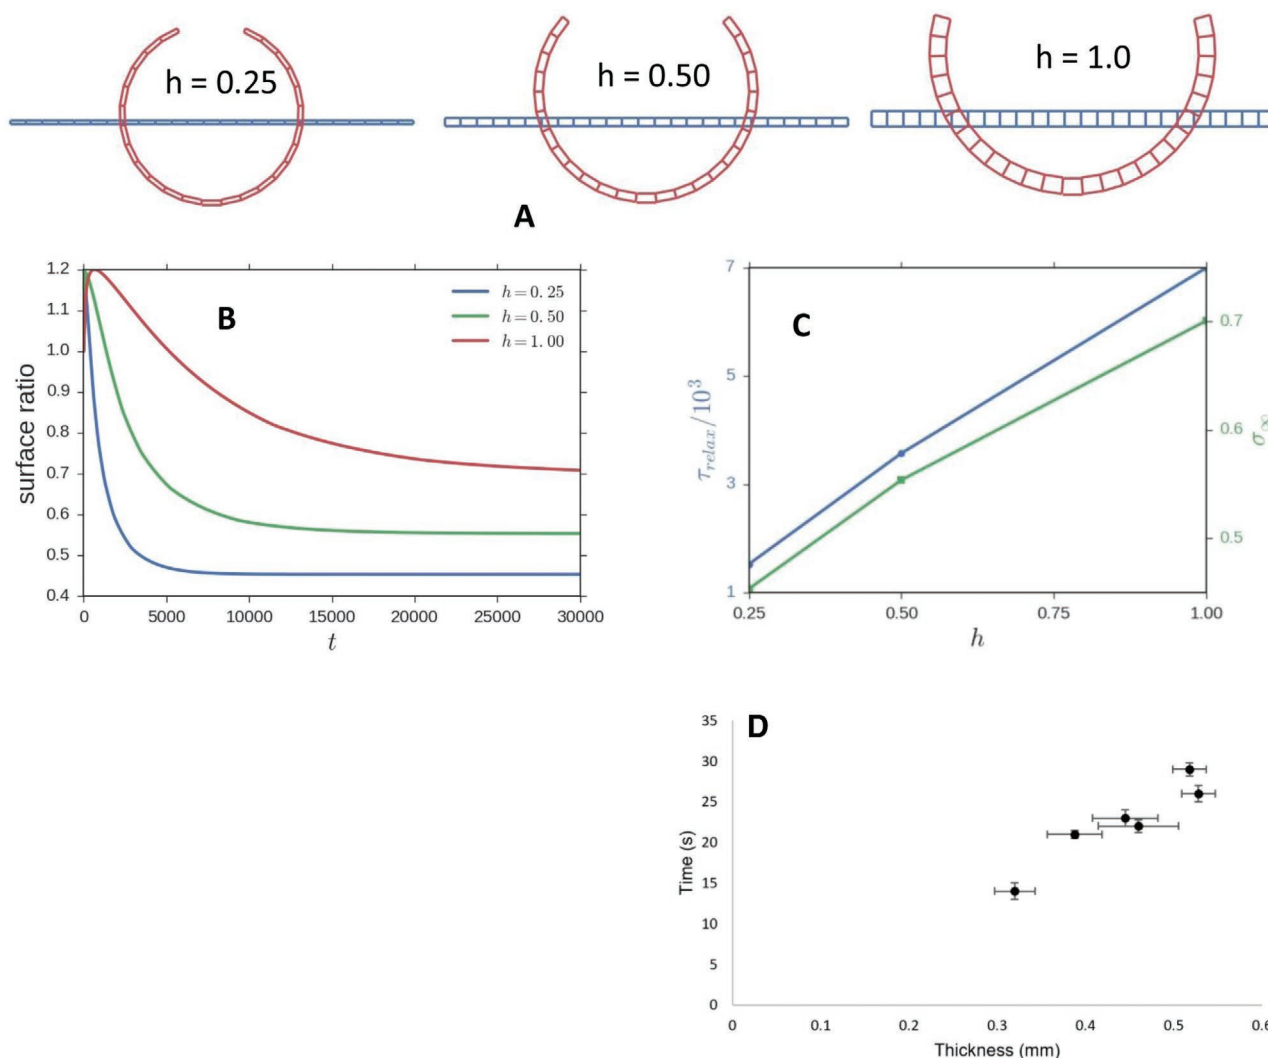 h = 0.25
h = 0.50
h = 1.0
A
1.2
1.1
1.0
0.9
0.8
0.7
0.6
0.5
0.4
surface ratio
B
h = 0.25
h = 0.50
h = 1.00
0
5000
10000
15000
20000
25000
30000
t
C
7
5
3
1
τrelax/10³
0.7
0.6
0.5
σ∞
0.25
0.50
0.75
1.00
h
D
35
30
25
20
15
10
5
0
Time (s)
0
0.1
0.2
0.3
0.4
0.5
0.6
Thickness (mm)